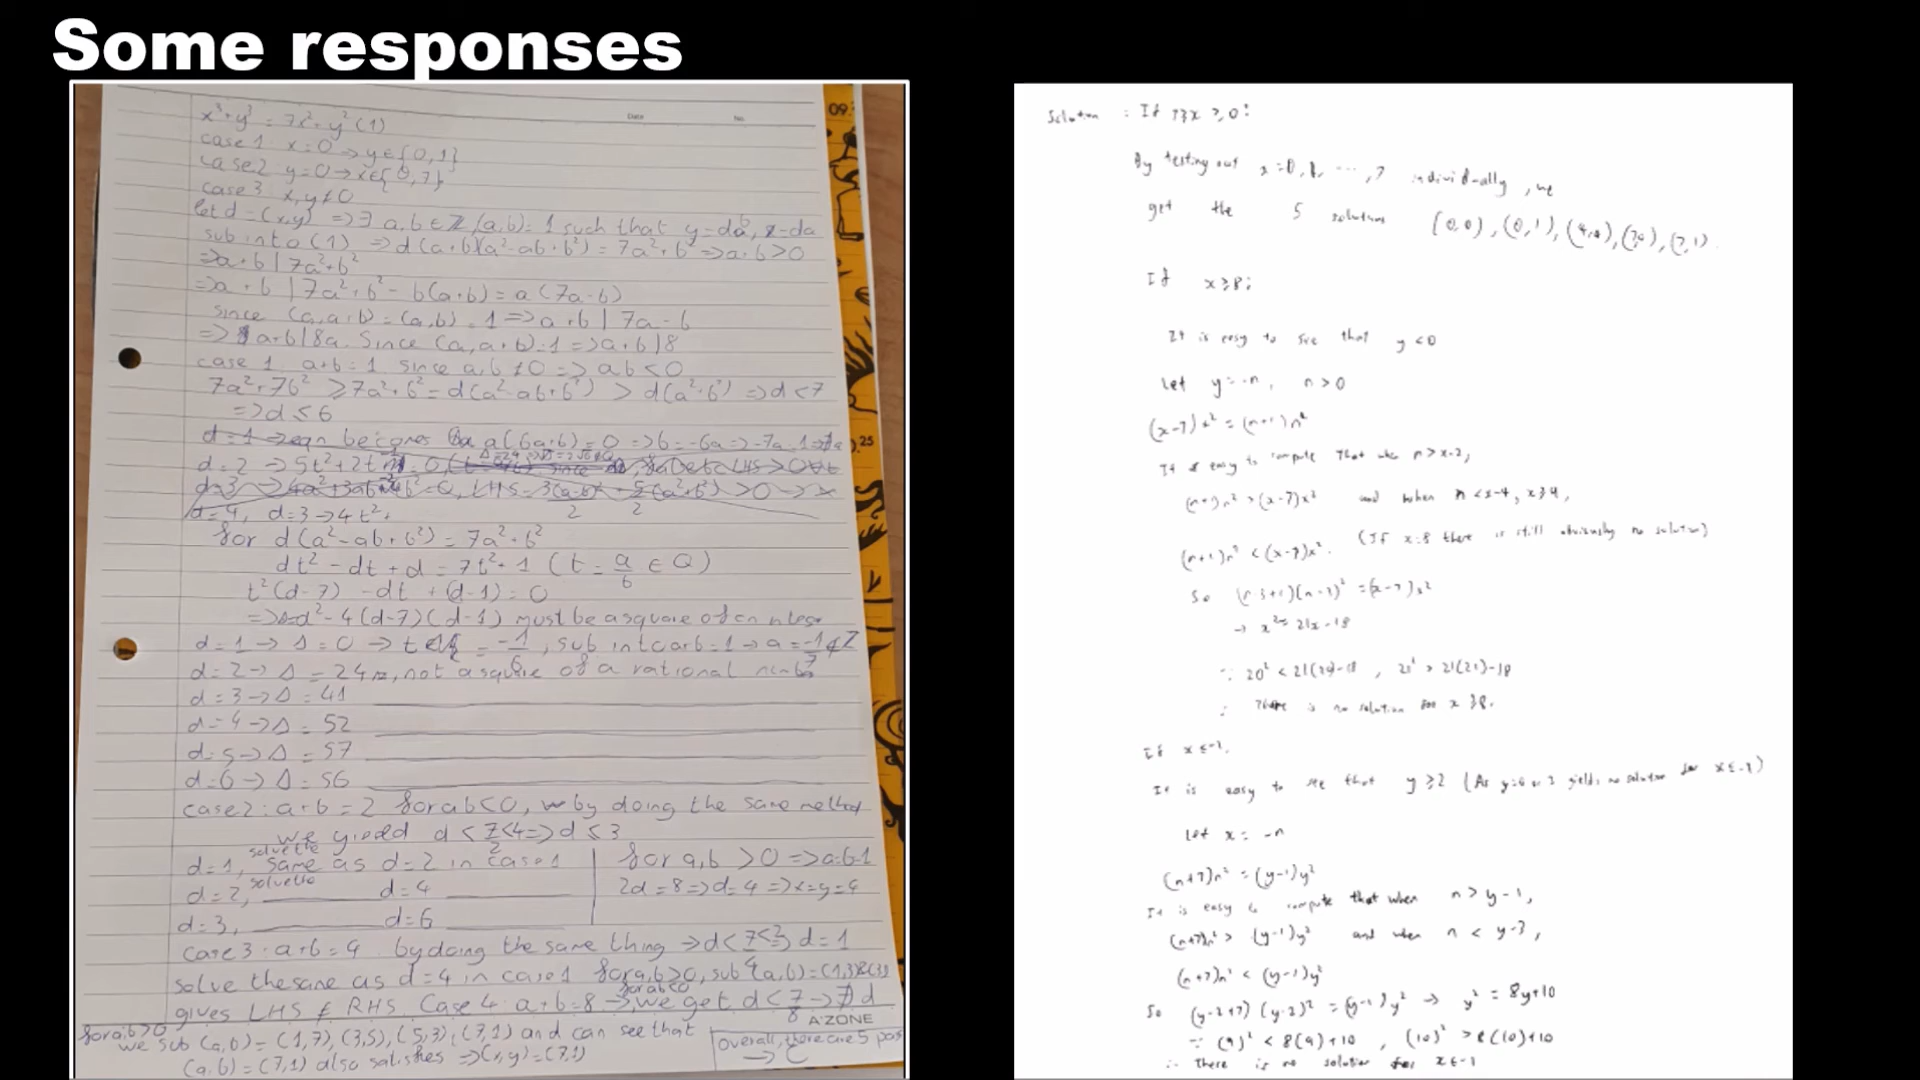 Some responses
Date No. 09.
x³+y³ = 7x²+y² (1)
case 1 x=0 → y∈{0,1}
case 2 y=0 → x∈{0,7}
case 3 x,y≠0
let d=(x,y) => ∃ a,b∈Z,(a,b)=1 such that y=db, x=da
sub into (1) => d(a+b)(a²-ab+b²) = 7a²+b² => a+b>0
=> a+b | 7a²+b²
=> a+b | 7a²+b² - b(a+b) = a(7a-b)
since (a,a+b)=(a,b)=1 => a+b | 7a-b
=> a+b|8a. Since (a,a+b)=1 => a+b|8
case 1 a+b=1 since a,b≠0 => ab<0
7a²+7b² ≥ 7a²+b² = d(a²-ab+b²) > d(a²+b²) => d<7
=> d≤6
25
d=4, d=3→4t²+
for d(a²-ab+b²) = 7a²+b²
dt² - dt + d = 7t²+1 (t = a/b ∈ Q)
t²(d-7) - dt + (d-1) = 0
=> Δ=d²-4(d-7)(d-1) must be a square of an integer
d=1 → Δ=0 → t = -1/6, sub into a+b=1 → a = -1/7 ∉ Z
d=2 → Δ = 24, not a square of a rational number
d=3 → Δ = 41
d=4 → Δ = 52
d=5 → Δ = 57
d=6 → Δ = 56
case 2: a+b = 2 for ab<0, by doing the same method
we yield d < 7/2 < 4 => d ≤ 3
d=1, solve the same as d=2 in case 1
d=2, solve the d=4
d=3, d=6
for a,b >0 => a=b=1
2d=8 => d=4 => x=y=4
case 3: a+b = 4 by doing the same thing → d < 7/4 < 2 => d=1
solve the same as d=4 in case 1 for a,b>0, sub (a,b)=(1,3)&(3,1)
gives LHS ≠ RHS. Case 4: a+b=8 → for ab<0 we get d < 7/8 → ∄ d
A·ZONE
for a,b>0
we sub (a,b) = (1,7), (3,5), (5,3), (7,1) and can see that
(a,b)=(7,1) also satisfies => (x,y)=(7,1)
overall, there are 5 pos
→ C
Solution : If 7≥x≥0:
By testing out x=0,1,...,7 individually, we
get the 5 solutions (0,0), (0,1), (4,4), (7,0), (7,1).
If x≥8:
It is easy to see that y<0
Let y=-n, n>0
(x-7)x² = (n+1)n²
It is easy to compute that when n>x-2,
(n+1)n² > (x-7)x² and when n<x-4, x≥9,
(n+1)n² < (x-7)x². (If x=8 there is still obviously no solution)
So (x-3+1)(x-3)² = (x-7)x²
→ x²=21x-18
∵ 20² < 21(20)-18 , 21² > 21(21)-18
∴ There is no solution for x≥8.
If x≤-1.
It is easy to see that y≥2 (As y=0 or 1 yields no solution for x≤-1)
Let x = -n
(n+7)n² = (y-1)y²
It is easy to compute that when n>y-1,
(n+7)n² > (y-1)y² and when n<y-3,
(n+7)n² < (y-1)y²
So (y-2+7)(y-2)² = (y-1)y² → y² = 8y+10
∵ (9)² < 8(9)+10 , (10)² > 8(10)+10
∴ There is no solution for x≤-1